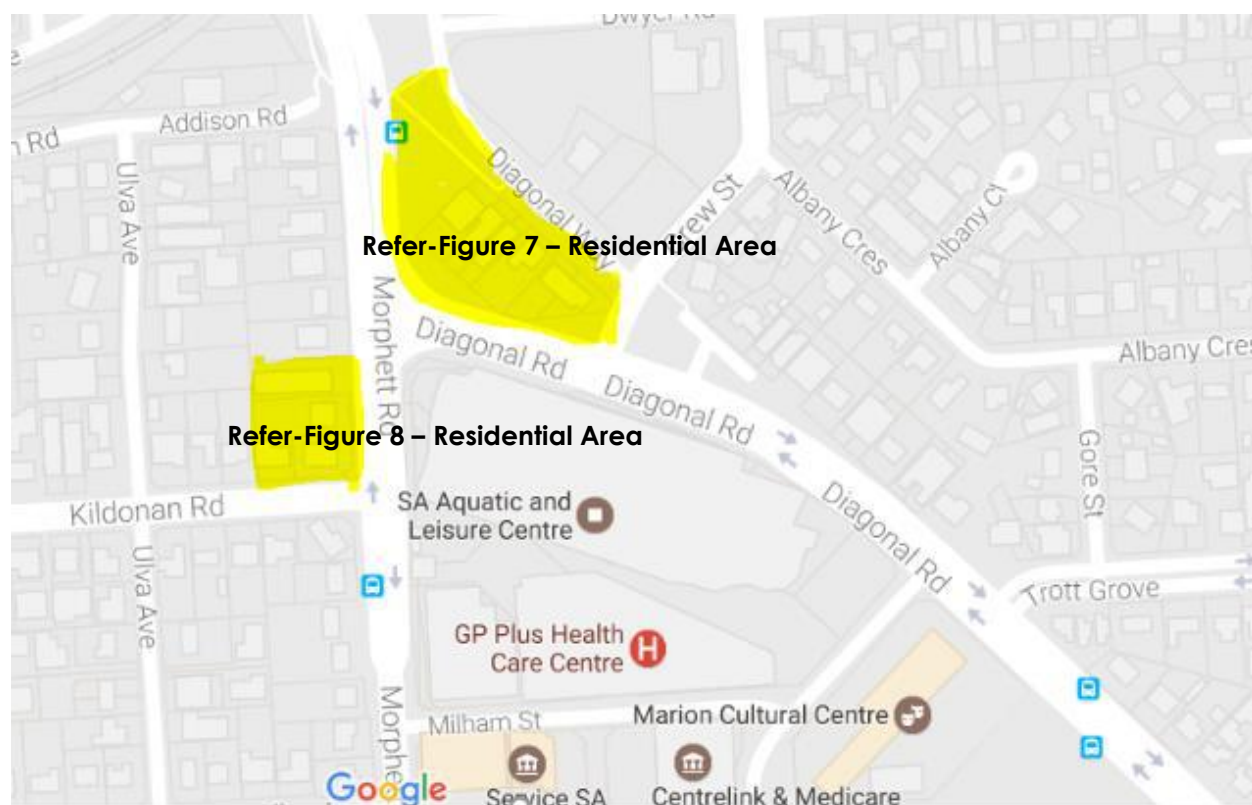 Dwyer Rd
Addison Rd
Rd
Ulva Ave
Diagonal Way
Albany Cres
Albany Cl
Refer-Figure 7 – Residential Area
Morphett Rd
Diagonal Rd
Diagonal Rd
Albany Cres
Refer-Figure 8 – Residential Area
Gore St
Kildonan Rd
SA Aquatic and
Leisure Centre
Diagonal Rd
Ulva Ave
Trott Grove
GP Plus Health
Care Centre
H
Milham St
Marion Cultural Centre
Google
Service SA
Centrelink & Medicare